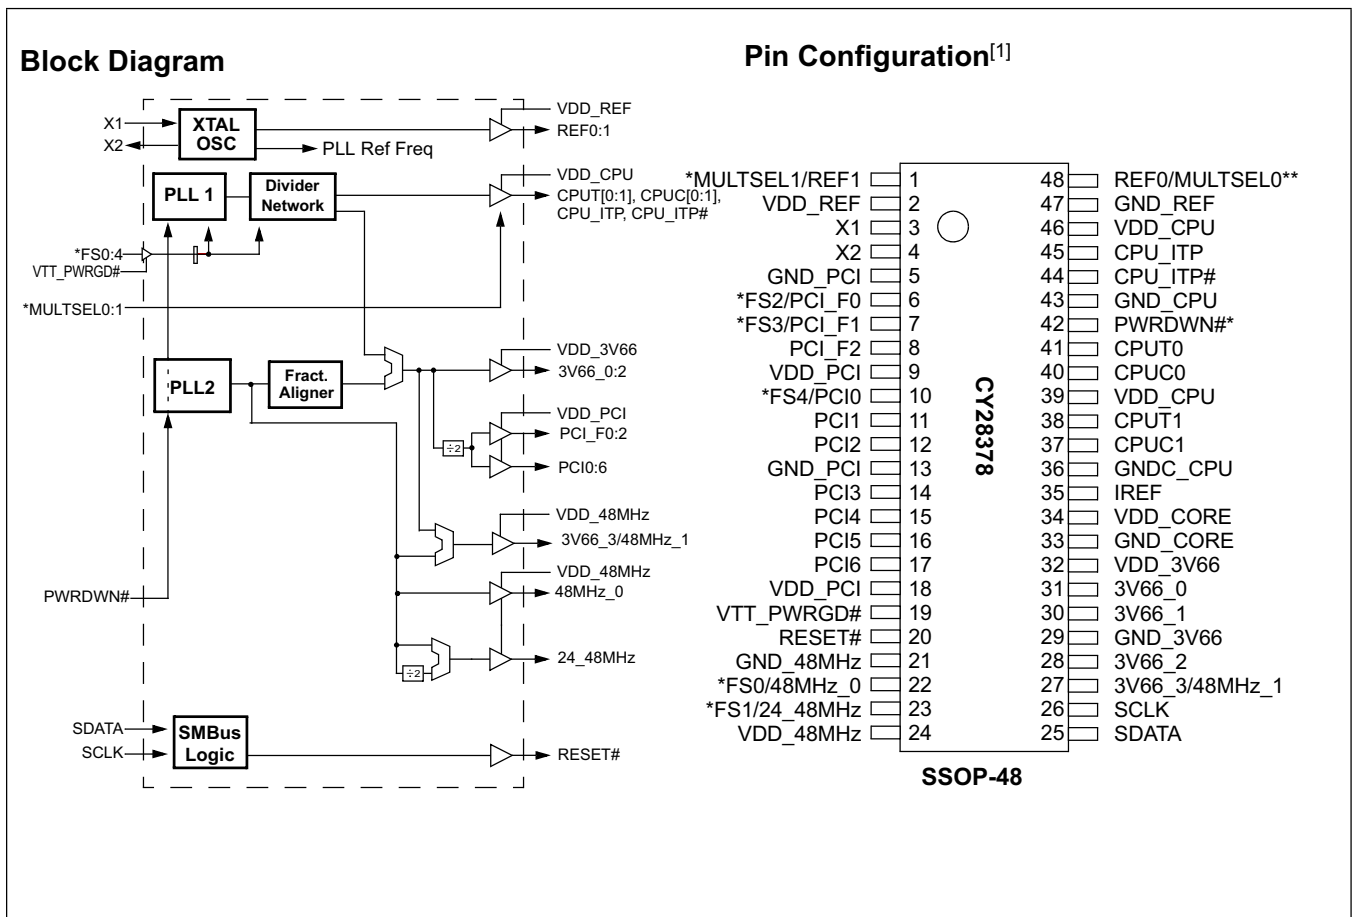 Block Diagram
X1
X2
XTAL
OSC
PLL Ref Freq
VDD_REF
REF0:1
PLL 1
Divider
Network
VDD_CPU
CPUT[0:1], CPUC[0:1],
CPU_ITP, CPU_ITP#
*FS0:4
VTT_PWRGD#
*MULTSEL0:1
PLL2
Fract.
Aligner
VDD_3V66
3V66_0:2
VDD_PCI
PCI_F0:2
÷2
PCI0:6
VDD_48MHz
3V66_3/48MHz_1
VDD_48MHz
48MHz_0
PWRDWN#
÷2
24_48MHz
SDATA
SCLK
SMBus
Logic
RESET#
Pin Configuration[1]
*MULTSEL1/REF1 1
VDD_REF 2
X1 3
X2 4
GND_PCI 5
*FS2/PCI_F0 6
*FS3/PCI_F1 7
PCI_F2 8
VDD_PCI 9
*FS4/PCI0 10
PCI1 11
PCI2 12
GND_PCI 13
PCI3 14
PCI4 15
PCI5 16
PCI6 17
VDD_PCI 18
VTT_PWRGD# 19
RESET# 20
GND_48MHz 21
*FS0/48MHz_0 22
*FS1/24_48MHz 23
VDD_48MHz 24
CY28378
48 REF0/MULTSEL0**
47 GND_REF
46 VDD_CPU
45 CPU_ITP
44 CPU_ITP#
43 GND_CPU
42 PWRDWN#*
41 CPUT0
40 CPUC0
39 VDD_CPU
38 CPUT1
37 CPUC1
36 GNDC_CPU
35 IREF
34 VDD_CORE
33 GND_CORE
32 VDD_3V66
31 3V66_0
30 3V66_1
29 GND_3V66
28 3V66_2
27 3V66_3/48MHz_1
26 SCLK
25 SDATA
SSOP-48